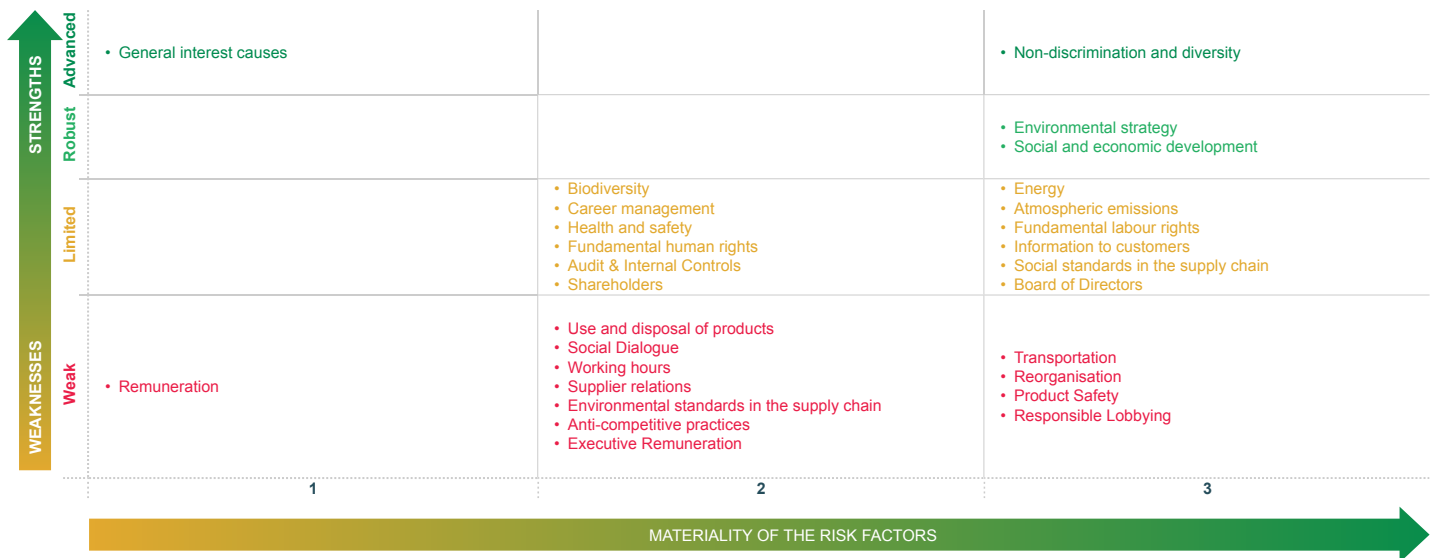 STRENGTHS
WEAKNESSES
Advanced
• General interest causes
• Non-discrimination and diversity
Robust
• Environmental strategy
• Social and economic development
Limited
• Biodiversity
• Career management
• Health and safety
• Fundamental human rights
• Audit & Internal Controls
• Shareholders
• Energy
• Atmospheric emissions
• Fundamental labour rights
• Information to customers
• Social standards in the supply chain
• Board of Directors
Weak
• Remuneration
• Use and disposal of products
• Social Dialogue
• Working hours
• Supplier relations
• Environmental standards in the supply chain
• Anti-competitive practices
• Executive Remuneration
• Transportation
• Reorganisation
• Product Safety
• Responsible Lobbying
1
2
3
MATERIALITY OF THE RISK FACTORS